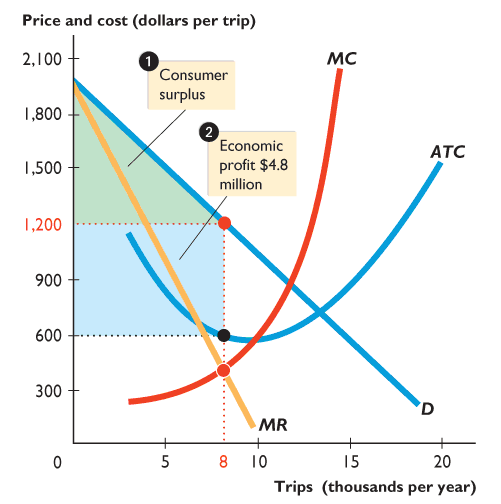 Price and cost (dollars per trip)
2,100
1,800
1,500
1,200
900
600
300
0
5
8
10
15
20
Trips (thousands per year)
1
Consumer
surplus
2
Economic
profit $4.8
million
MC
ATC
D
MR